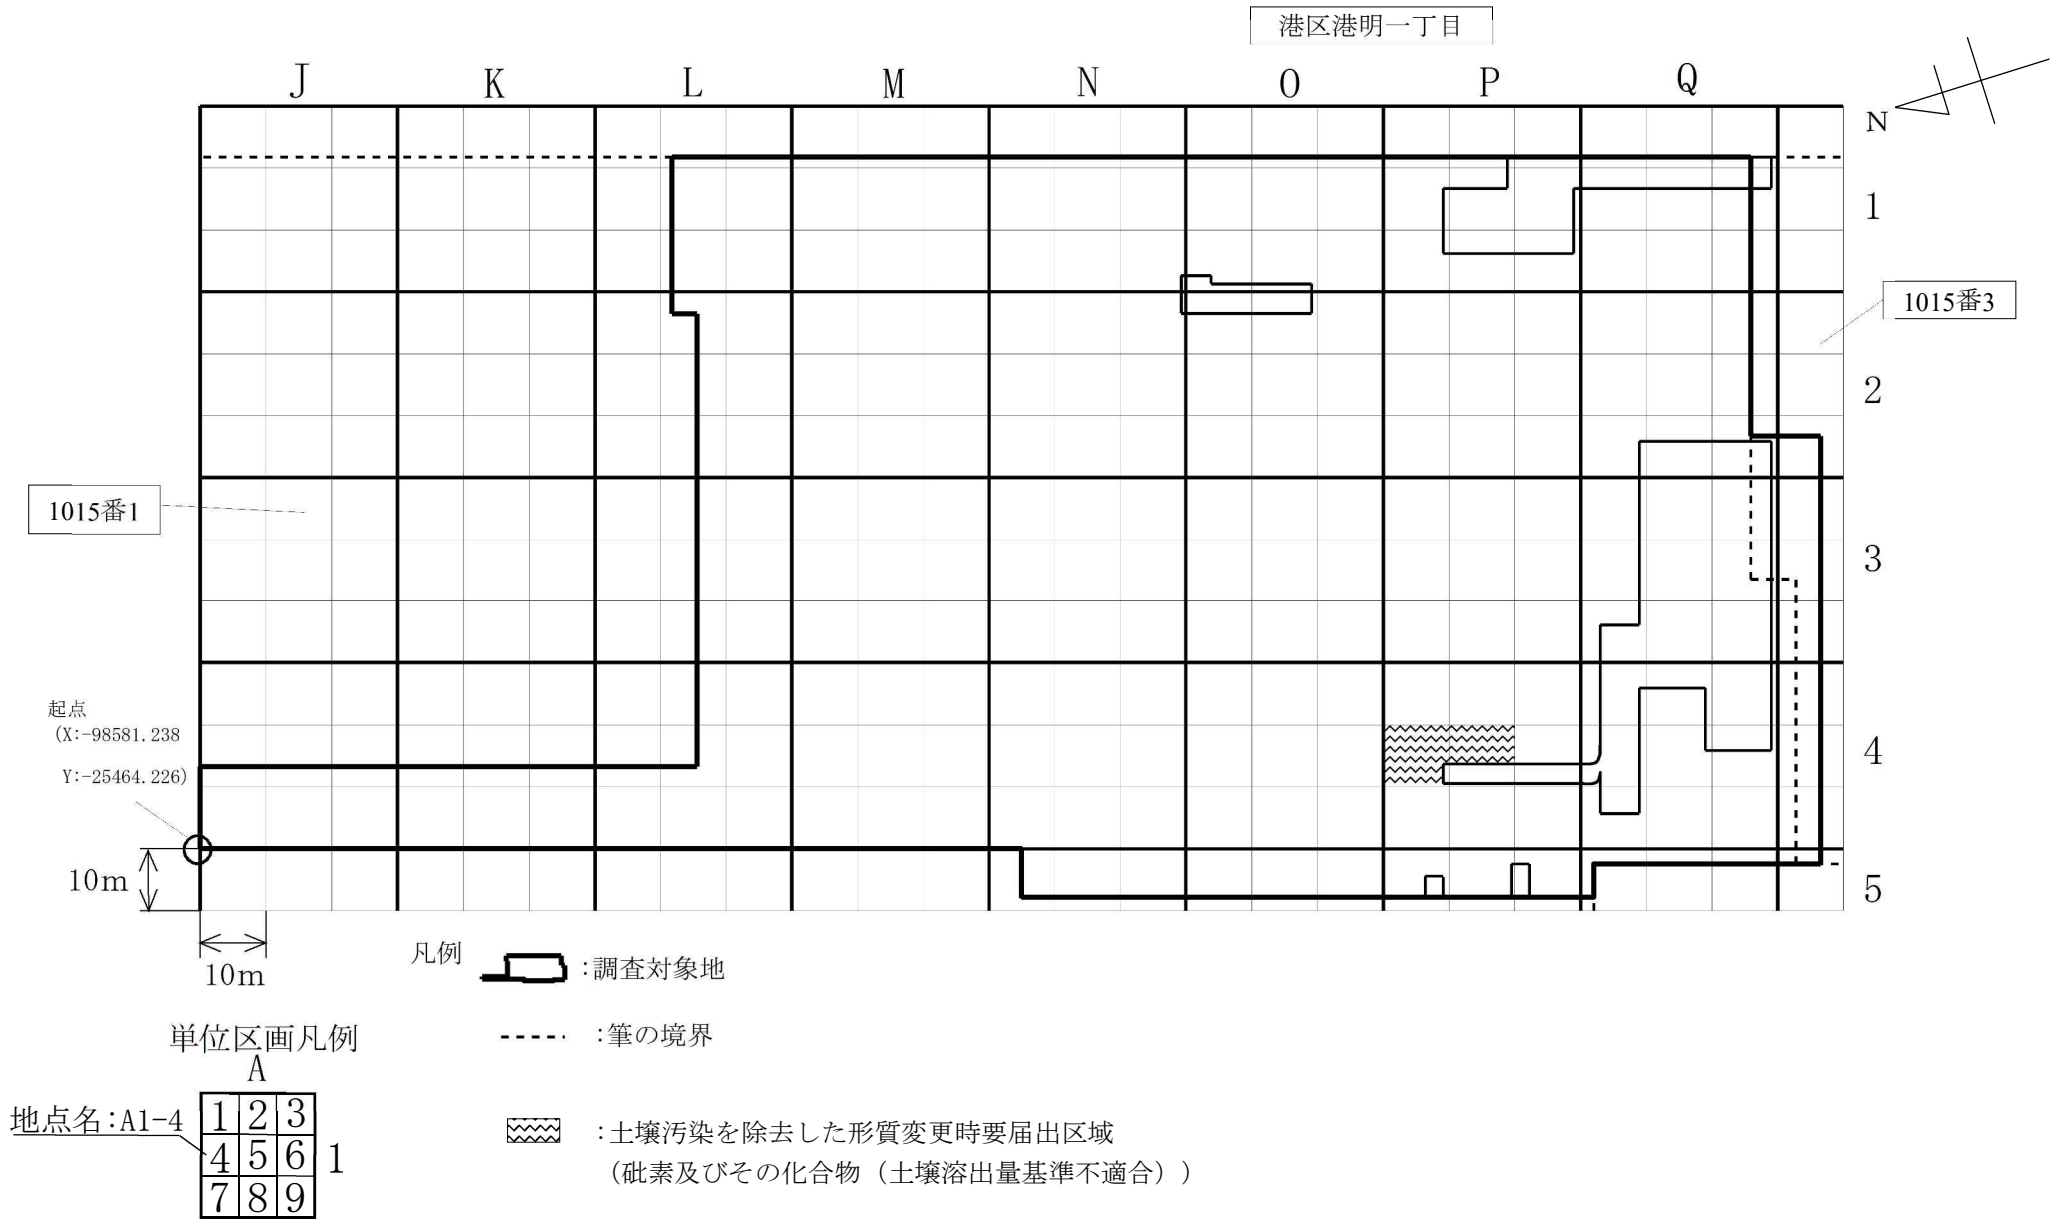 港区港明一丁目
J K L M N O P Q
N
1
1015番3
2
1015番1
3
起点
(X:-98581.238
Y:-25464.226)
4
10m
5
10m
凡例
:調査対象地
単位区画凡例
:筆の境界
A
地点名:A1-4
1 2 3
4 5 6
7 8 9
1
:土壌汚染を除去した形質変更時要届出区域
(砒素及びその化合物(土壌溶出量基準不適合))